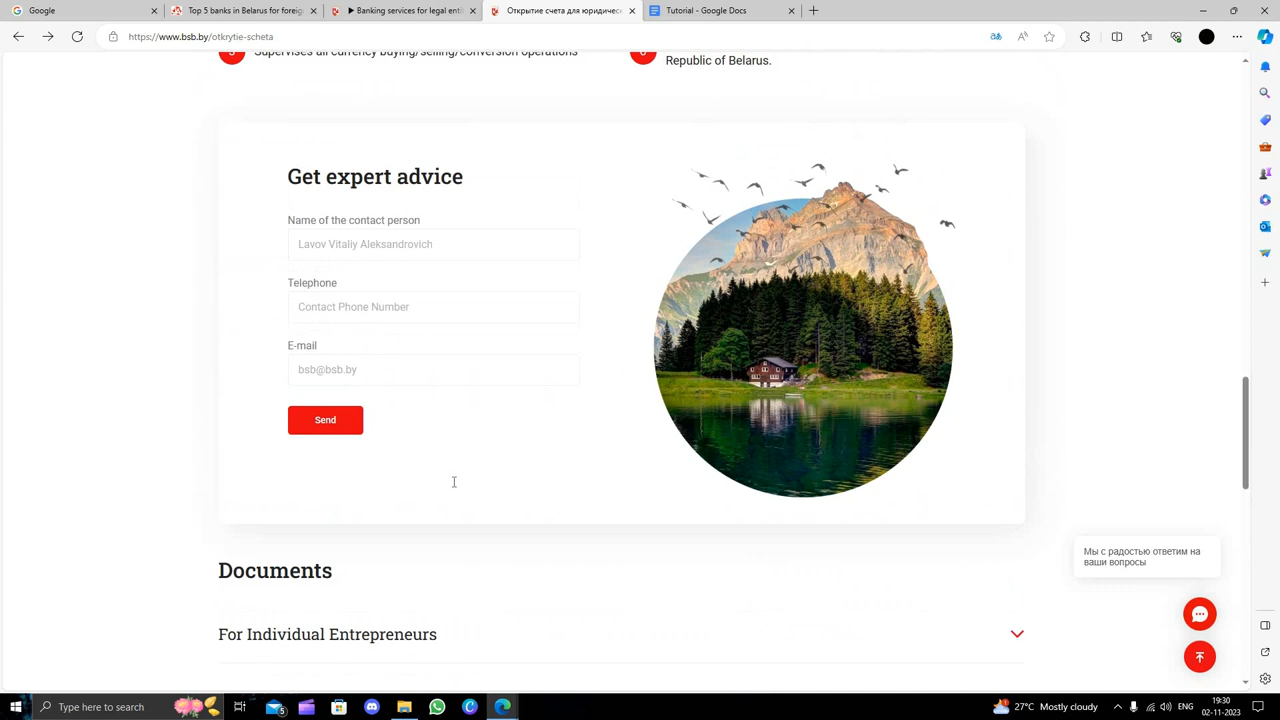 Google
Top 5 banks in Belarus for foreig
Banking services for legal enti
Открытие счета для юридичес
Tutorial - Google Docs
https://www.bsb.by/otkrytie-scheta
Supervises all currency buying/selling/conversion operations
Republic of Belarus.
Get expert advice
Name of the contact person
Lavov Vitaliy Aleksandrovich
Telephone
Contact Phone Number
E-mail
bsb@bsb.by
Send
Documents
For Individual Entrepreneurs
Мы с радостью ответим на
ваши вопросы
Type here to search
27°C Mostly cloudy
ENG
19:30
02-11-2023